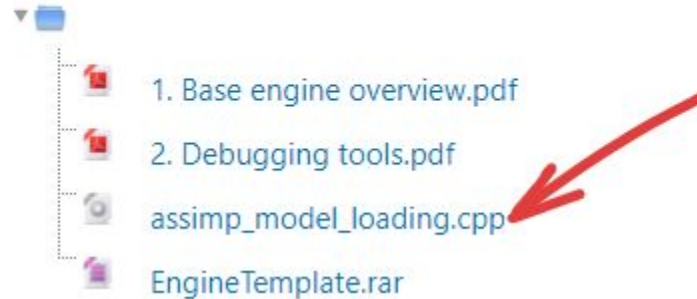 1. Base engine overview.pdf
2. Debugging tools.pdf
assimp_model_loading.cpp
EngineTemplate.rar